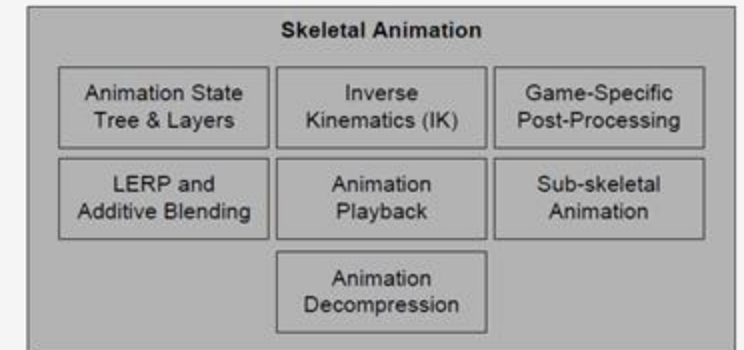 Skeletal Animation
Animation State
Tree & Layers
Inverse
Kinematics (IK)
Game-Specific
Post-Processing
LERP and
Additive Blending
Animation
Playback
Sub-skeletal
Animation
Animation
Decompression